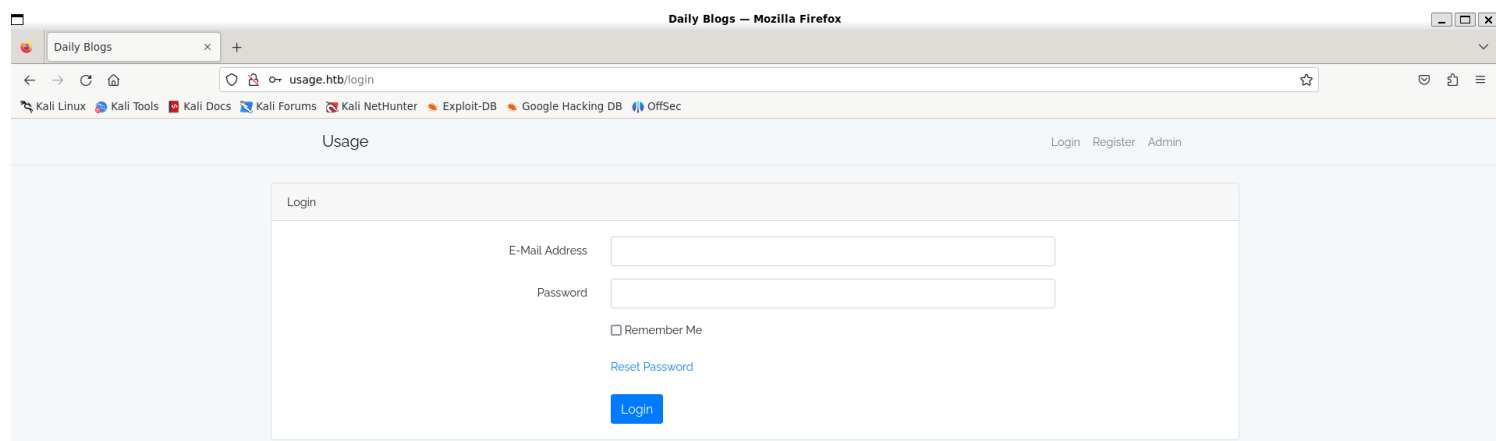 Daily Blogs — Mozilla Firefox
Daily Blogs
usage.htb/login
Kali Linux Kali Tools Kali Docs Kali Forums Kali NetHunter Exploit-DB Google Hacking DB OffSec
Usage Login Register Admin
Login
E-Mail Address
Password
Remember Me
Reset Password
Login